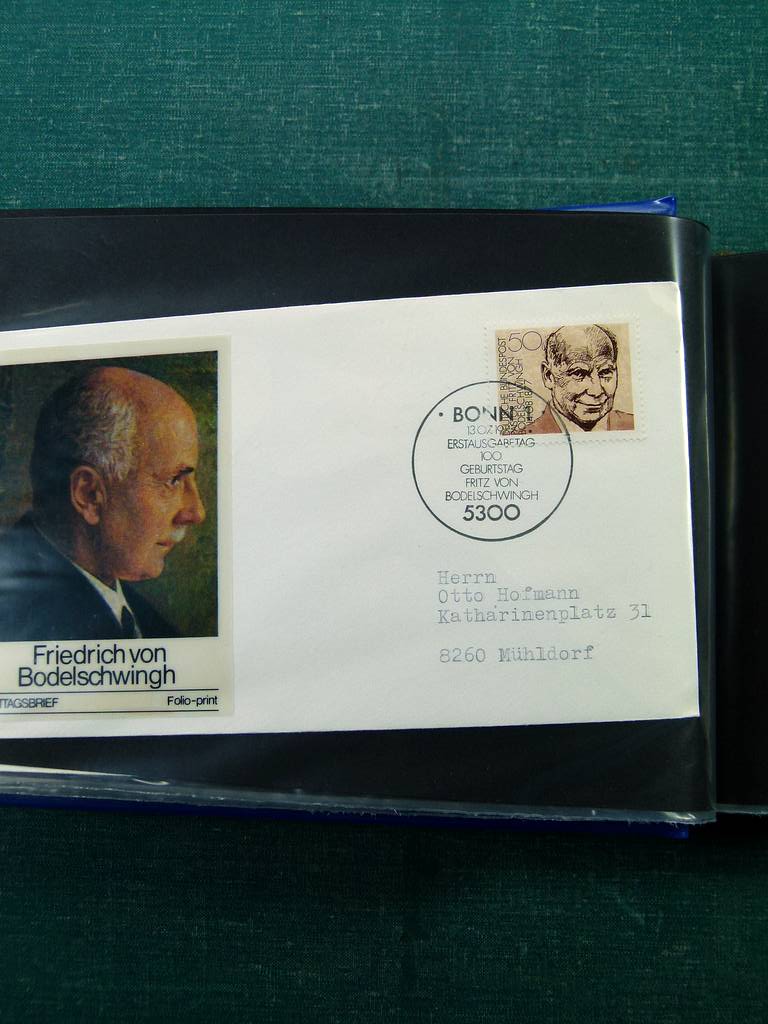 50
BONN
ERSTAUSGABETAG
100
GEBURTSTAG
FRITZ VON
BODELSCHWINGH
5300
Herrn
Otto Hofmann
Katharinenplatz 31
8260 Mühldorf
Friedrich von
Bodelschwingh
TTAGSBRIEF Folio-print